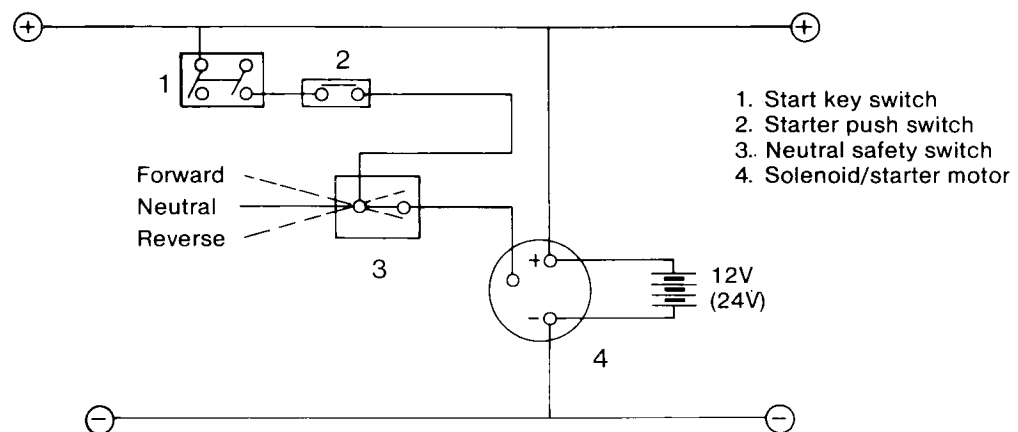 +
+
1
2
Forward
Neutral
Reverse
3
+
-
4
12V
(24V)
1. Start key switch
2. Starter push switch
3. Neutral safety switch
4. Solenoid/starter motor
-
-